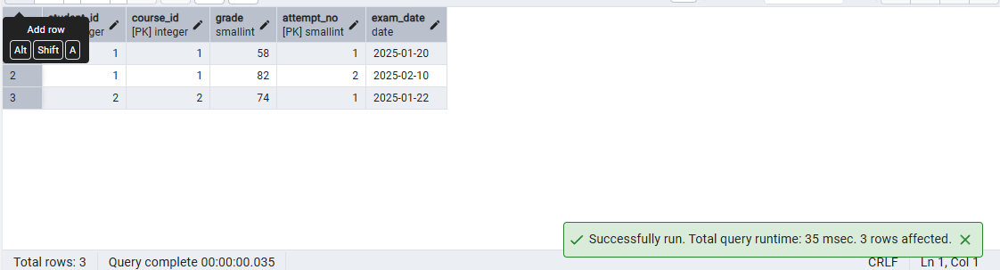 Add row
Alt Shift A
student_id course_id grade attempt_no exam_date
ger [PK] integer smallint [PK] smallint date
1 1 58 1 2025-01-20
2 1 1 82 2 2025-02-10
3 2 2 74 1 2025-01-22
Successfully run. Total query runtime: 35 msec. 3 rows affected.
Total rows: 3 Query complete 00:00:00.035 CRLF Ln 1, Col 1